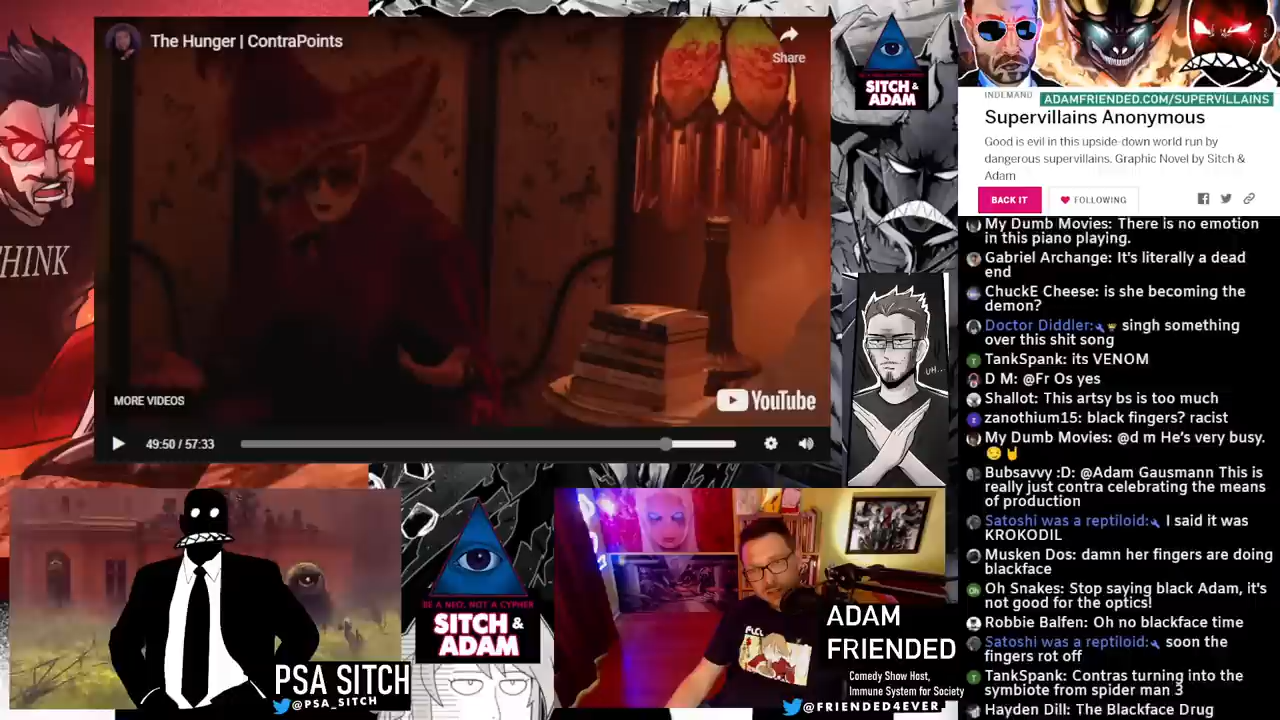 The Hunger | ContraPoints
Share
MORE VIDEOS
YouTube
49:50 / 57:33
THINK
SITCH &
ADAM
UH...
INDEMAND
ADAMFRIENDED.COM/SUPERVILLAINS
Supervillains Anonymous
Good is evil in this upside-down world run by
dangerous supervillains. Graphic Novel by Sitch &
Adam
BACK IT
FOLLOWING
My Dumb Movies: There is no emotion
in this piano playing.
Gabriel Archange: It's literally a dead
end
ChuckE Cheese: is she becoming the
demon?
Doctor Diddler: singh something
over this shit song
TankSpank: its VENOM
D M: @Fr Os yes
Shallot: This artsy bs is too much
zanothium15: black fingers? racist
My Dumb Movies: @d m He's very busy.
😏🤘
Bubsavvy :D: @Adam Gausmann This is
really just contra celebrating the means
of production
Satoshi was a reptiloid: I said it was
KROKODIL
Musken Dos: damn her fingers are doing
blackface
Oh Snakes: Stop saying black Adam, it's
not good for the optics!
Robbie Balfen: Oh no blackface time
Satoshi was a reptiloid: soon the
fingers rot off
TankSpank: Contras turning into the
symbiote from spider men 3
Hayden Dill: The Blackface Drug
PSA SITCH
@PSA_SITCH
BE A NEO, NOT A CYPHER
SITCH &
ADAM
ADAM
FRIENDED
Comedy Show Host,
Immune System for Society
@FRIENDED4EVER